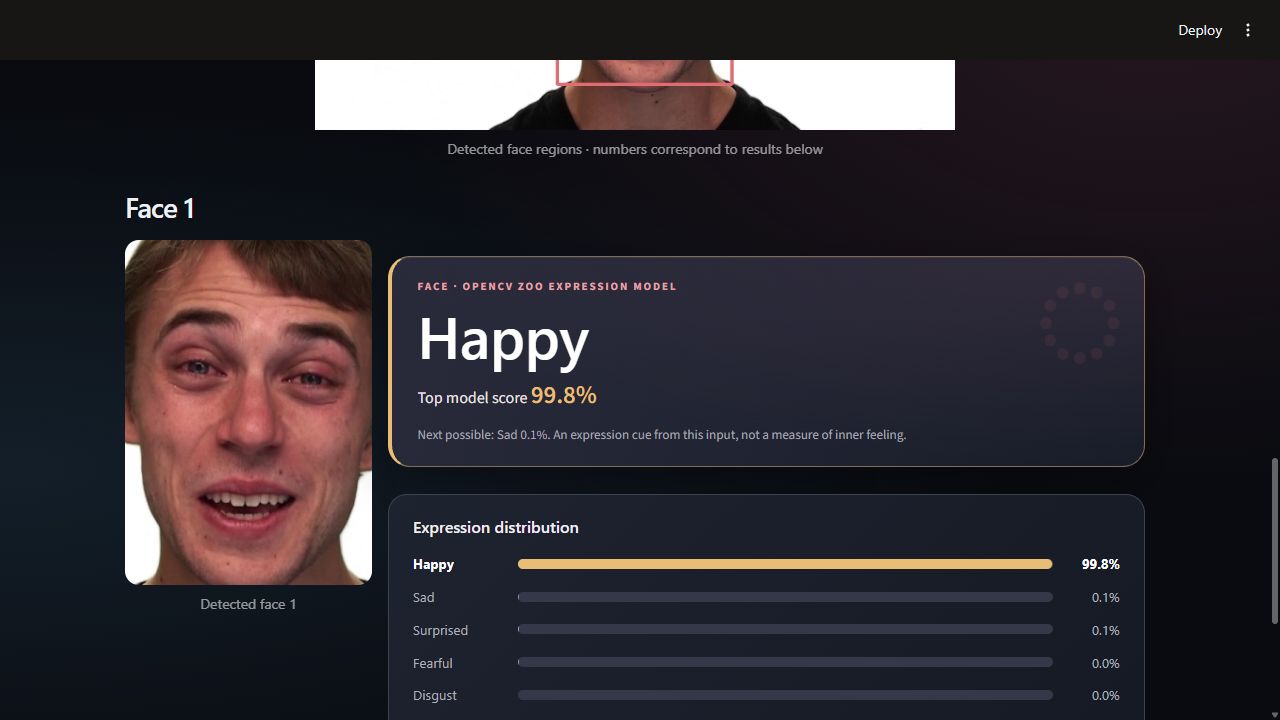 Deploy
Detected face regions · numbers correspond to results below
Face 1
FACE · OPENCV ZOO EXPRESSION MODEL
Happy
Top model score 99.8%
Next possible: Sad 0.1%. An expression cue from this input, not a measure of inner feeling.
Detected face 1
Expression distribution
Happy 99.8%
Sad 0.1%
Surprised 0.1%
Fearful 0.0%
Disgust 0.0%